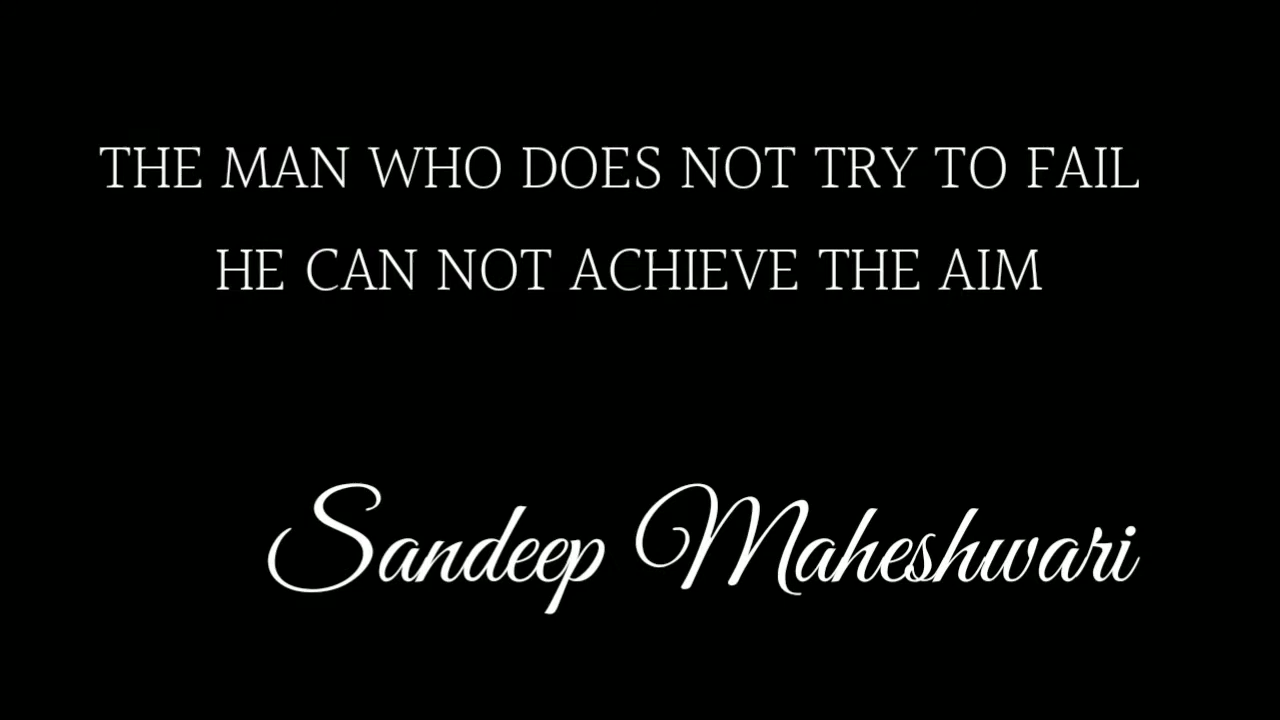 THE MAN WHO DOES NOT TRY TO FAIL
HE CAN NOT ACHIEVE THE AIM
Sandeep Maheshwari